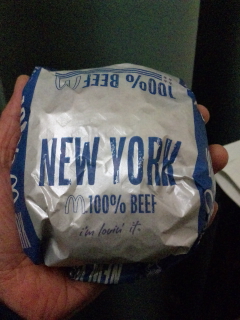 100% BEEF
NEW YORK
100% BEEF
i'm lovin' it.